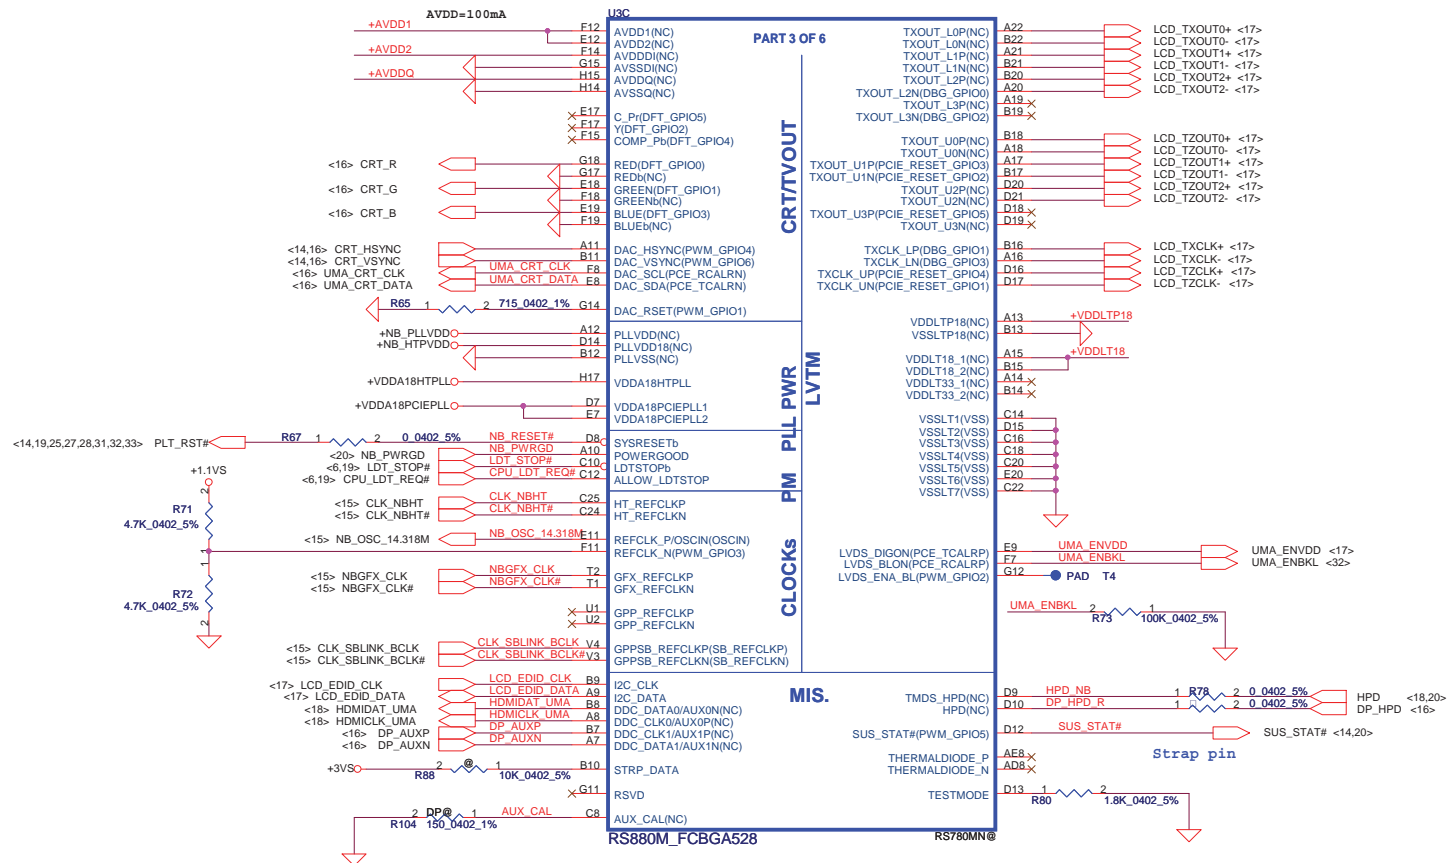 AVDD=100mA
U3C
PART 3 OF 6
CRT/TVOUT
PLL PWR
LVTM
PM
CLOCKs
MIS.
+AVDD1 F12 AVDD1(NC)
E12 AVDD2(NC)
+AVDD2 F14 AVDDDI(NC)
G15 AVSSDI(NC)
+AVDDQ H15 AVDDQ(NC)
H14 AVSSQ(NC)
E17 C_Pr(DFT_GPIO5)
F17 Y(DFT_GPIO2)
F15 COMP_Pb(DFT_GPIO4)
<16> CRT_R G18 RED(DFT_GPIO0)
G17 REDb(NC)
<16> CRT_G E18 GREEN(DFT_GPIO1)
F18 GREENb(NC)
<16> CRT_B E19 BLUE(DFT_GPIO3)
F19 BLUEb(NC)
<14,16> CRT_HSYNC A11 DAC_HSYNC(PWM_GPIO4)
<14,16> CRT_VSYNC B11 DAC_VSYNC(PWM_GPIO6)
<16> UMA_CRT_CLK UMA_CRT_CLK F8 DAC_SCL(PCE_RCALRN)
<16> UMA_CRT_DATA UMA_CRT_DATA E8 DAC_SDA(PCE_TCALRN)
R65 1 2 715_0402_1% G14 DAC_RSET(PWM_GPIO1)
+NB_PLLVDD A12 PLLVDD(NC)
+NB_HTPVDD D14 PLLVDD18(NC)
B12 PLLVSS(NC)
+VDDA18HTPLL H17 VDDA18HTPLL
+VDDA18PCIEPLL D7 VDDA18PCIEPLL1
E7 VDDA18PCIEPLL2
<14,19,25,27,28,31,32,33> PLT_RST# R67 1 2 0_0402_5% NB_RESET# D8 SYSRESETb
<20> NB_PWRGD NB_PWRGD A10 POWERGOOD
<6,19> LDT_STOP# LDT_STOP# C10 LDTSTOPb
<6,19> CPU_LDT_REQ# CPU_LDT_REQ# C12 ALLOW_LDTSTOP
+1.1VS
2
R71
4.7K_0402_5%
1
<15> CLK_NBHT CLK_NBHT C25 HT_REFCLKP
<15> CLK_NBHT# CLK_NBHT# C24 HT_REFCLKN
<15> NB_OSC_14.318M NB_OSC_14.318M E11 REFCLK_P/OSCIN(OSCIN)
F11 REFCLK_N(PWM_GPIO3)
1
R72
4.7K_0402_5%
2
<15> NBGFX_CLK NBGFX_CLK T2 GFX_REFCLKP
<15> NBGFX_CLK# NBGFX_CLK# T1 GFX_REFCLKN
U1 GPP_REFCLKP
U2 GPP_REFCLKN
<15> CLK_SBLINK_BCLK CLK_SBLINK_BCLK V4 GPPSB_REFCLKP(SB_REFCLKP)
<15> CLK_SBLINK_BCLK# CLK_SBLINK_BCLK# V3 GPPSB_REFCLKN(SB_REFCLKN)
<17> LCD_EDID_CLK LCD_EDID_CLK B9 I2C_CLK
<17> LCD_EDID_DATA LCD_EDID_DATA A9 I2C_DATA
<18> HDMIDAT_UMA HDMIDAT_UMA B8 DDC_DATA0/AUX0N(NC)
<18> HDMICLK_UMA HDMICLK_UMA A8 DDC_CLK0/AUX0P(NC)
<16> DP_AUXP DP_AUXP B7 DDC_CLK1/AUX1P(NC)
<16> DP_AUXN DP_AUXN A7 DDC_DATA1/AUX1N(NC)
+3VS 2 @ 1 R88 10K_0402_5% B10 STRP_DATA
G11 RSVD
2 DP@ 1 R104 150_0402_1% AUX_CAL C8 AUX_CAL(NC)
TXOUT_L0P(NC) A22 LCD_TXOUT0+ <17>
TXOUT_L0N(NC) B22 LCD_TXOUT0- <17>
TXOUT_L1P(NC) A21 LCD_TXOUT1+ <17>
TXOUT_L1N(NC) B21 LCD_TXOUT1- <17>
TXOUT_L2P(NC) B20 LCD_TXOUT2+ <17>
TXOUT_L2N(DBG_GPIO0) A20 LCD_TXOUT2- <17>
TXOUT_L3P(NC) A19
TXOUT_L3N(DBG_GPIO2) B19
TXOUT_U0P(NC) B18 LCD_TZOUT0+ <17>
TXOUT_U0N(NC) A18 LCD_TZOUT0- <17>
TXOUT_U1P(PCIE_RESET_GPIO3) A17 LCD_TZOUT1+ <17>
TXOUT_U1N(PCIE_RESET_GPIO2) B17 LCD_TZOUT1- <17>
TXOUT_U2P(NC) D20 LCD_TZOUT2+ <17>
TXOUT_U2N(NC) D21 LCD_TZOUT2- <17>
TXOUT_U3P(PCIE_RESET_GPIO5) D18
TXOUT_U3N(NC) D19
TXCLK_LP(DBG_GPIO1) B16 LCD_TXCLK+ <17>
TXCLK_LN(DBG_GPIO3) A16 LCD_TXCLK- <17>
TXCLK_UP(PCIE_RESET_GPIO4) D16 LCD_TZCLK+ <17>
TXCLK_UN(PCIE_RESET_GPIO1) D17 LCD_TZCLK- <17>
VDDLTP18(NC) A13 +VDDLTP18
VSSLTP18(NC) B13
VDDLT18_1(NC) A15 +VDDLT18
VDDLT18_2(NC) B15
VDDLT33_1(NC) A14
VDDLT33_2(NC) B14
VSSLT1(VSS) C14
VSSLT2(VSS) D15
VSSLT3(VSS) C16
VSSLT4(VSS) C18
VSSLT5(VSS) C20
VSSLT6(VSS) E20
VSSLT7(VSS) C22
LVDS_DIGON(PCE_TCALRP) E9 UMA_ENVDD UMA_ENVDD <17>
LVDS_BLON(PCE_RCALRP) F7 UMA_ENBKL UMA_ENBKL <32>
LVDS_ENA_BL(PWM_GPIO2) G12 PAD T4
UMA_ENBKL 2 1 R73 100K_0402_5%
TMDS_HPD(NC) D9 HPD_NB 1 R78 2 0_0402_5% HPD <18,20>
HPD(NC) D10 DP_HPD_R 1 2 0_0402_5% DP_HPD <16>
SUS_STAT#(PWM_GPIO5) D12 SUS_STAT# SUS_STAT# <14,20>
Strap pin
THERMALDIODE_P AE8
THERMALDIODE_N AD8
TESTMODE D13 R80 1 2 1.8K_0402_5%
RS880M_FCBGA528
RS780MN@